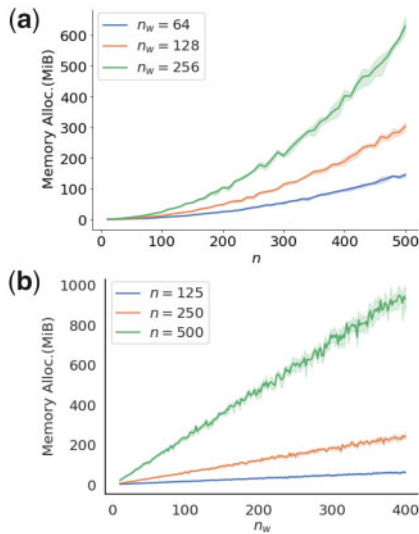 (a)
n_w = 64
n_w = 128
n_w = 256
Memory Alloc.(MiB)
600
500
400
300
200
100
0
0 100 200 300 400 500
n
(b)
n = 125
n = 250
n = 500
Memory Alloc.(MiB)
1000
800
600
400
200
0
0 100 200 300 400
n_w